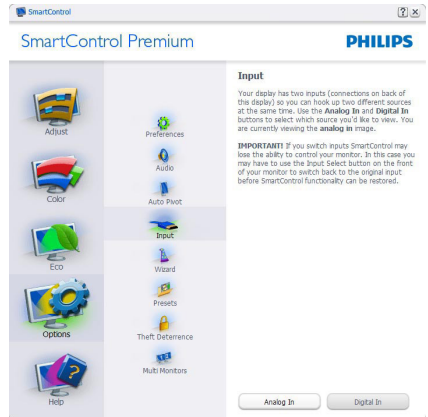 SmartControl
SmartControl Premium
PHILIPS
Adjust
Color
Eco
Options
Help
Preferences
Audio
Auto Pivot
Input
Wizard
Presets
Theft Deterrence
Multi Monitors
Input
Your display has two inputs (connections on back of
this display) so you can hook up two different sources
at the same time. Use the Analog In and Digital In
buttons to select which source you'd like to view. You
are currently viewing the analog in image.
IMPORTANT! If you switch inputs SmartControl may
lose the ability to control your monitor. In this case you
may have to use the Input Select button on the front
of your monitor to switch back to the original input
before SmartControl functionality can be restored.
Analog In
Digital In